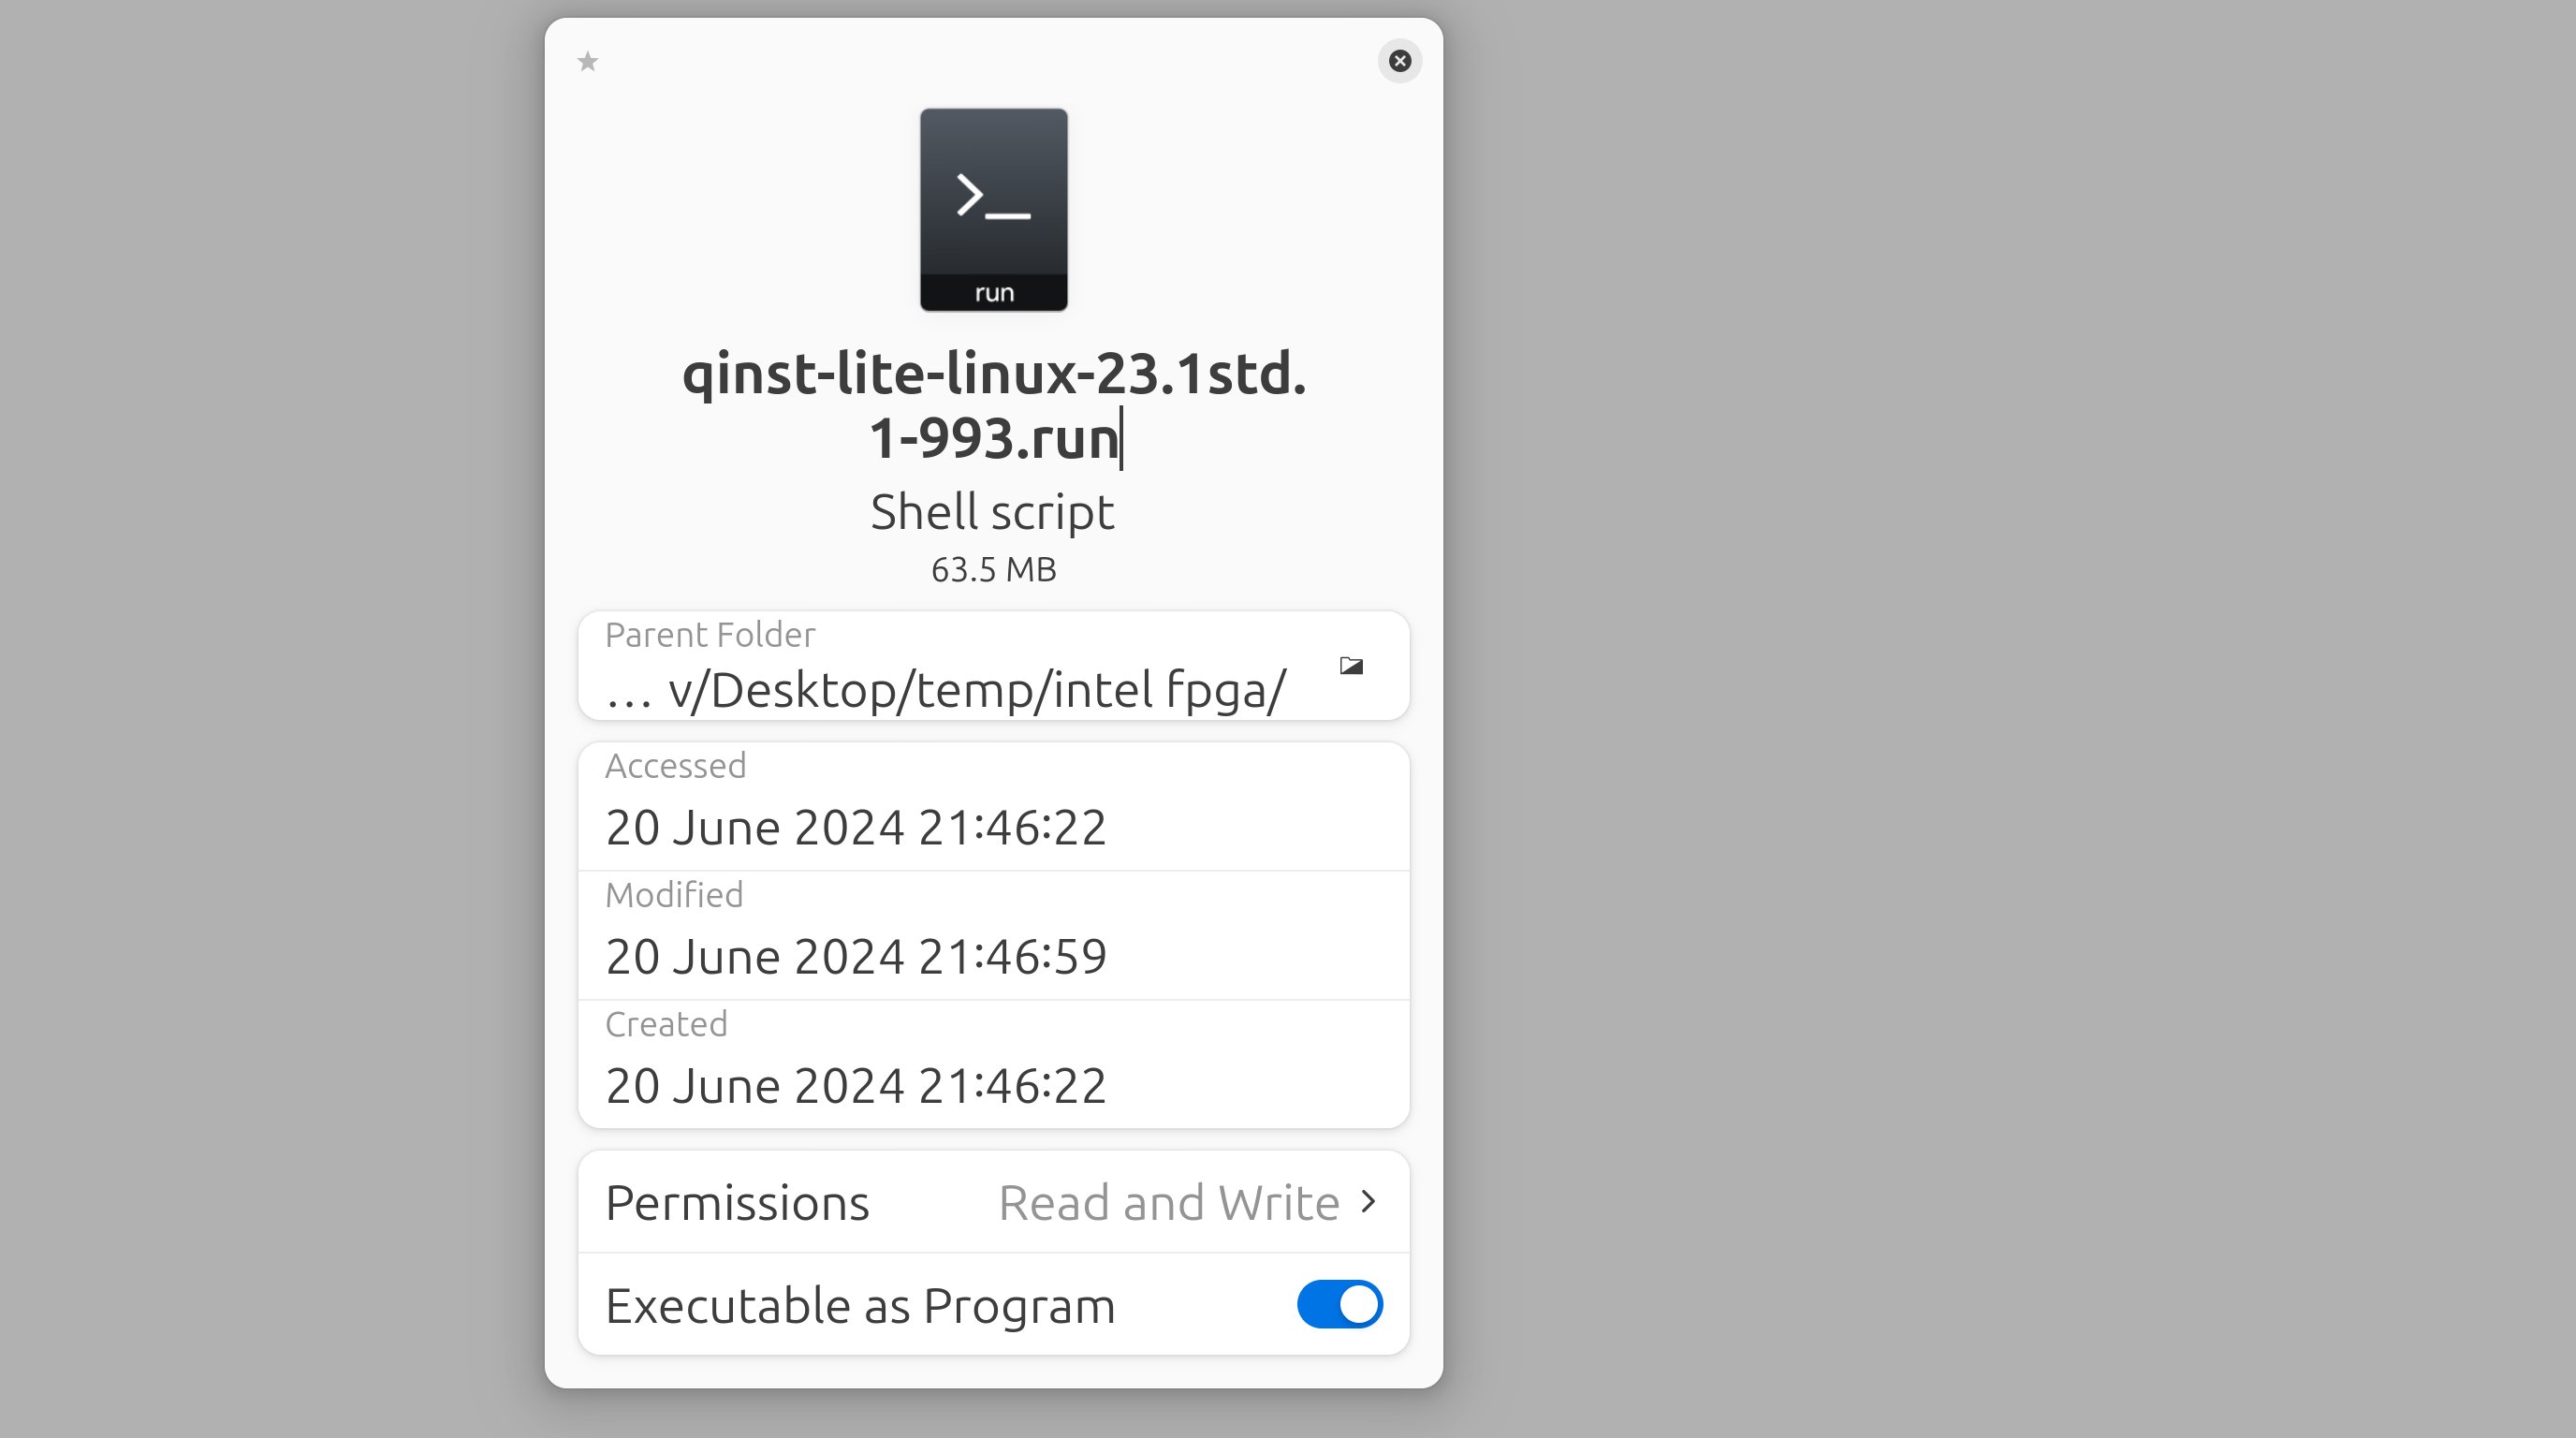 run
qinst-lite-linux-23.1std.
1-993.run
Shell script
63.5 MB
Parent Folder
… v/Desktop/temp/intel fpga/
Accessed
20 June 2024 21:46:22
Modified
20 June 2024 21:46:59
Created
20 June 2024 21:46:22
Permissions Read and Write
Executable as Program